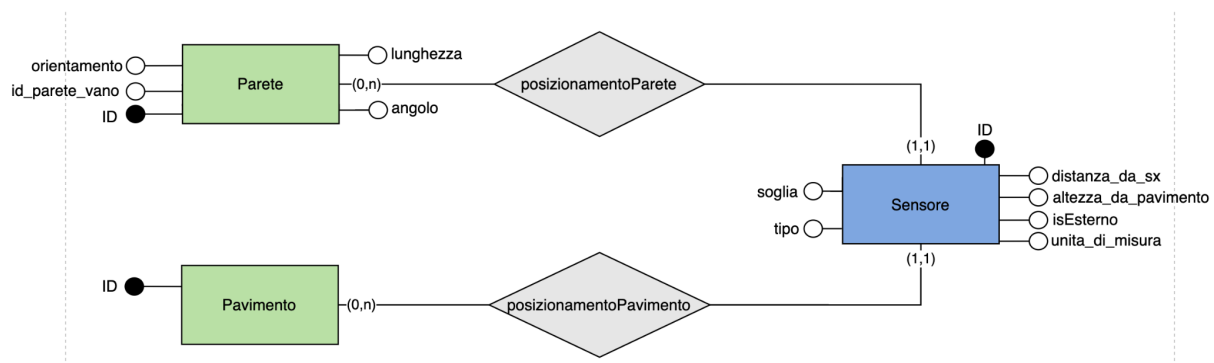 orientamento
id_parete_vano
ID
Parete
lunghezza
(0,n)
angolo
posizionamentoParete
(1,1)
ID
soglia
tipo
Sensore
distanza_da_sx
altezza_da_pavimento
isEsterno
unita_di_misura
(1,1)
ID
Pavimento
(0,n)
posizionamentoPavimento